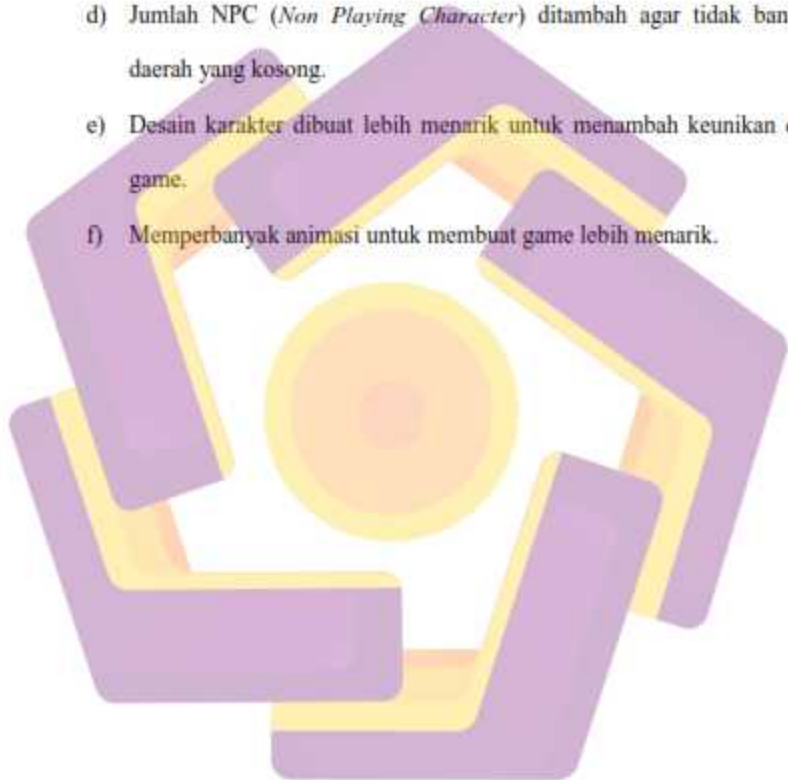 d) Jumlah NPC (Non Playing Character) ditambah agar tidak
daerah yang kosong.
e) Desain karakter dibuat lebih menarik untuk menambah keunikan
game.
f) Memperbanyak animasi untuk membuat game lebih menarik.